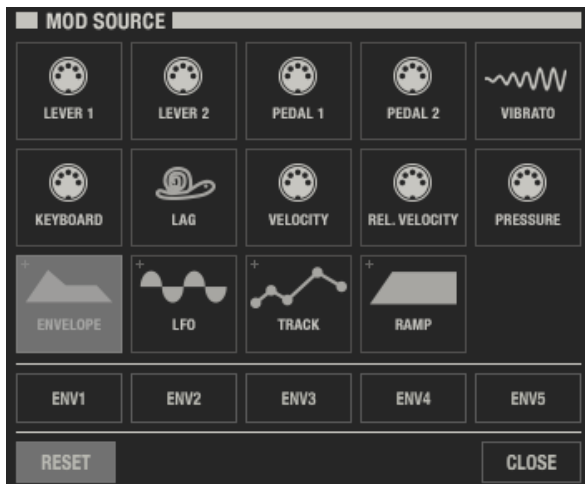 MOD SOURCE
LEVER 1 LEVER 2 PEDAL 1 PEDAL 2 VIBRATO
KEYBOARD LAG VELOCITY REL. VELOCITY PRESSURE
+ + + +
ENVELOPE LFO TRACK RAMP
ENV1 ENV2 ENV3 ENV4 ENV5
RESET CLOSE